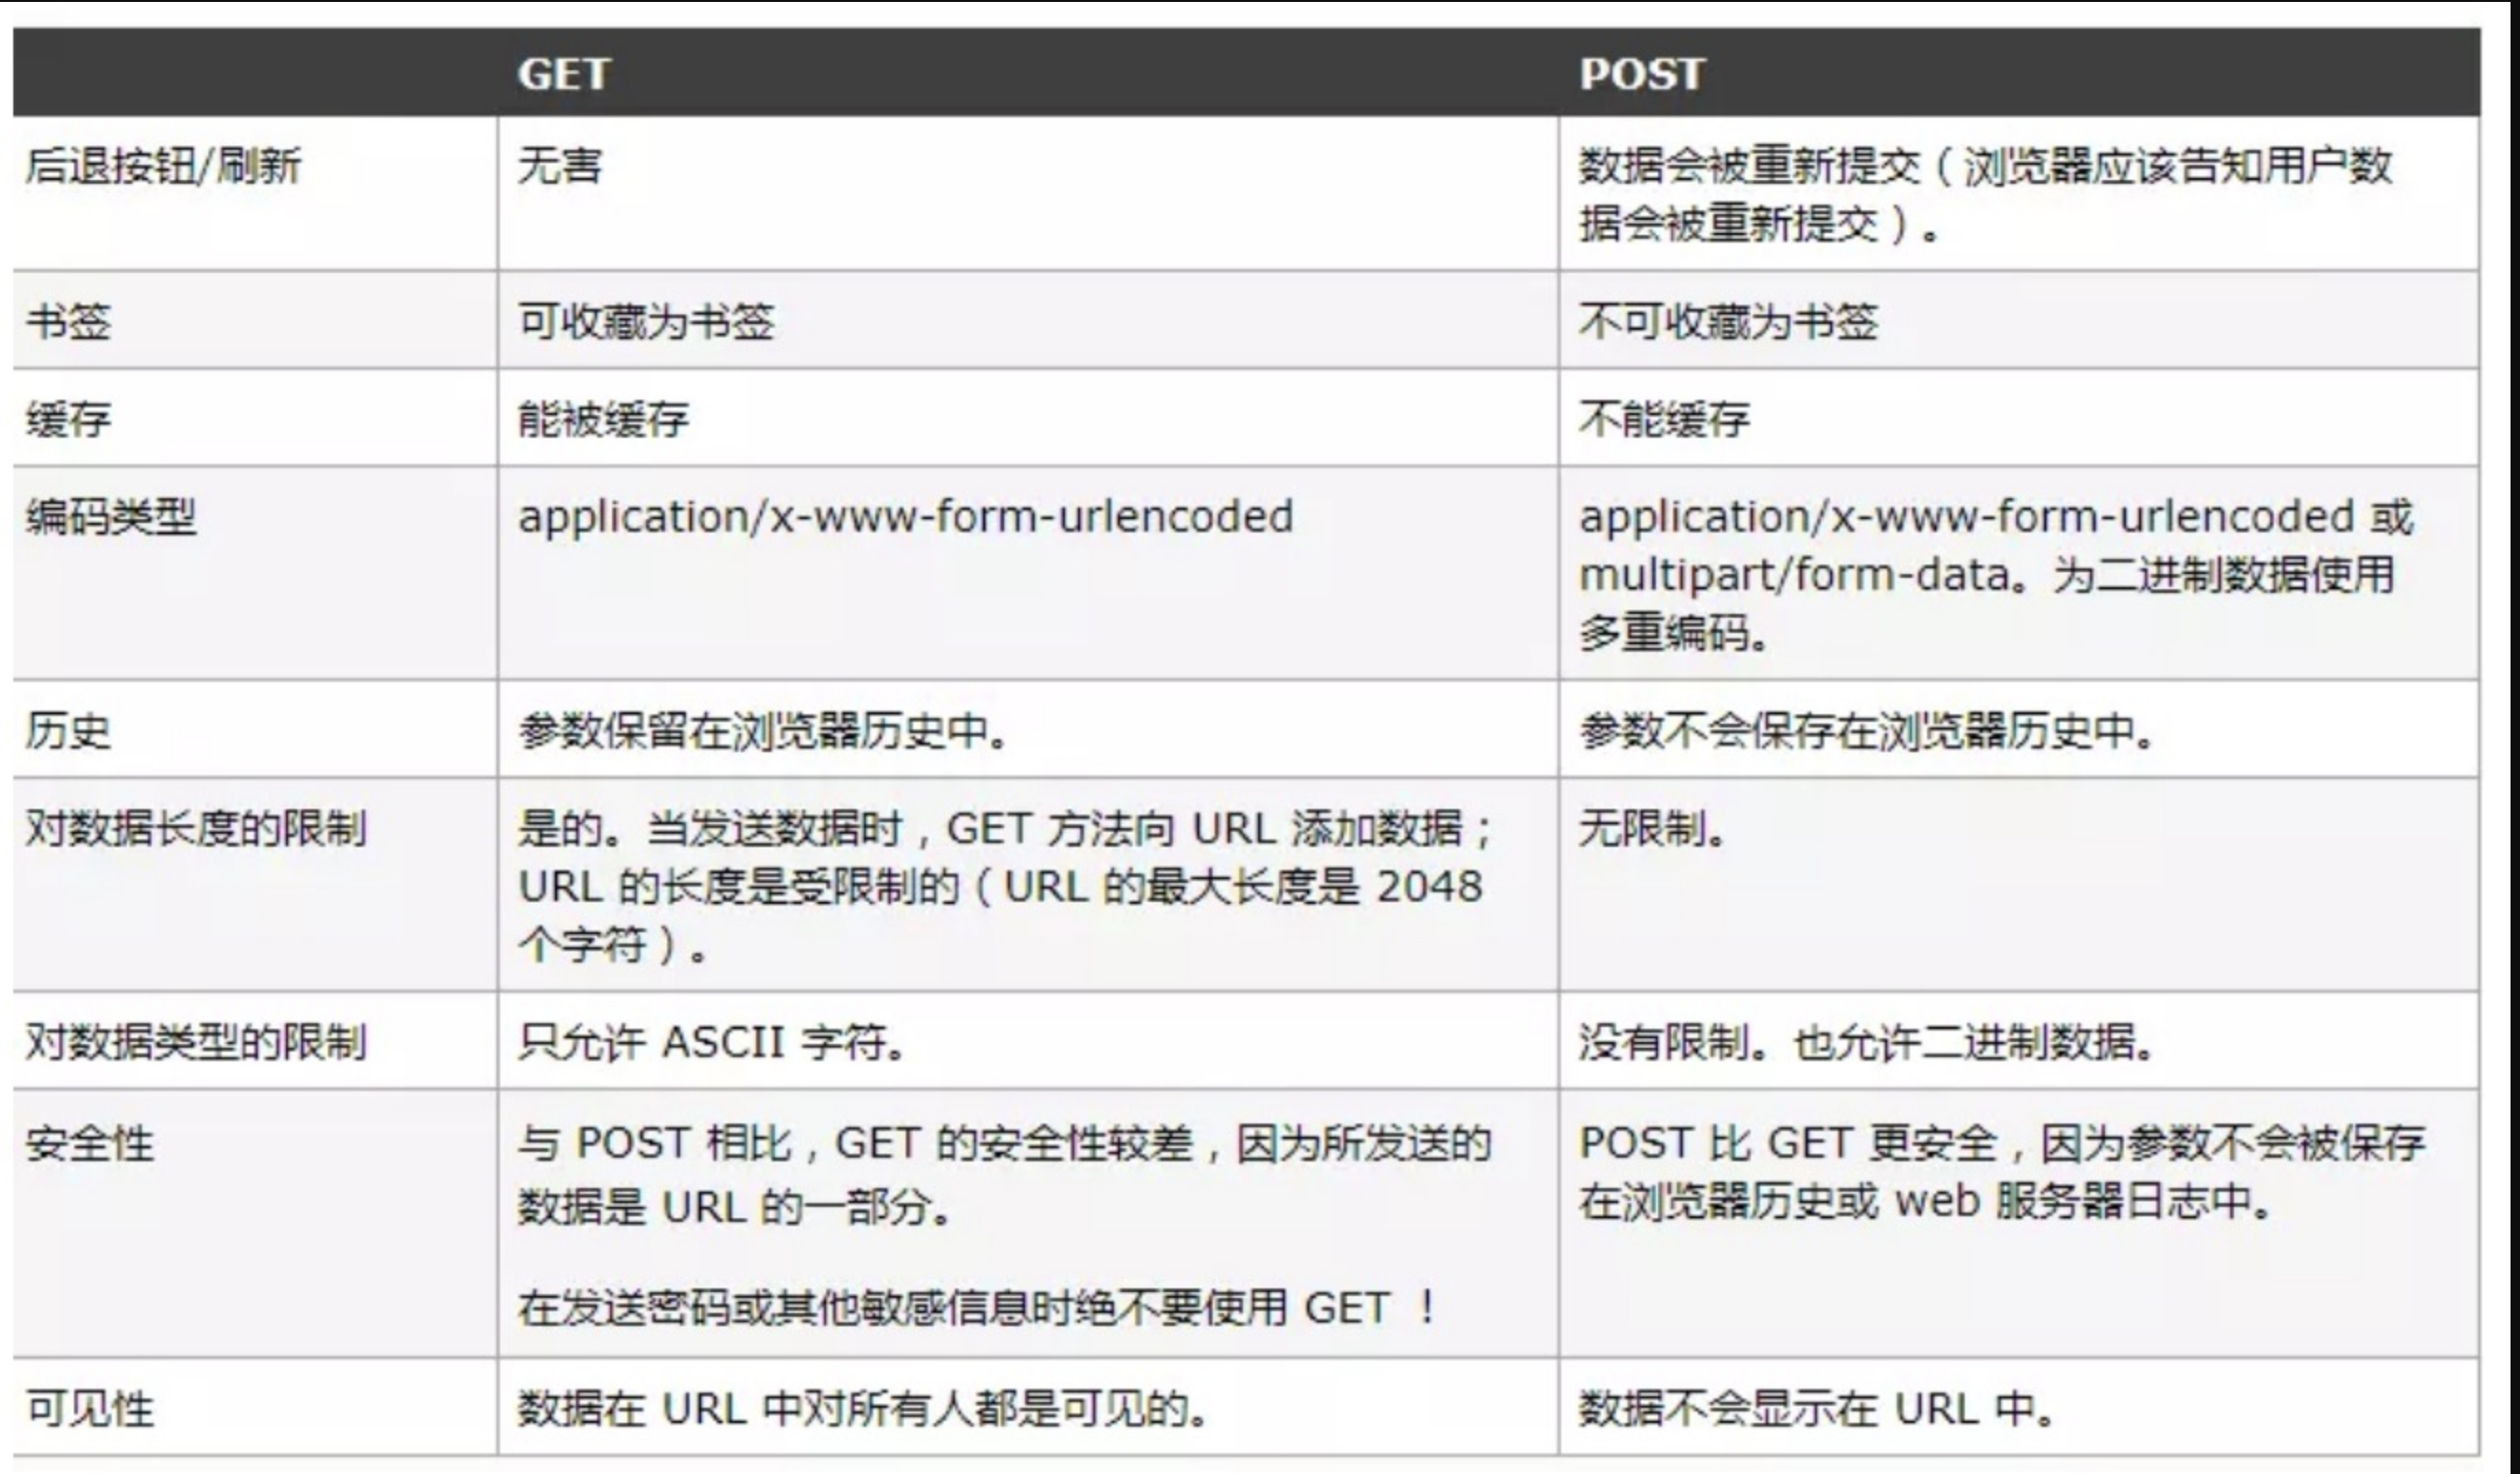 GET POST
后退按钮/刷新 无害 数据会被重新提交（浏览器应该告知用户数
据会被重新提交）。
书签 可收藏为书签 不可收藏为书签
缓存 能被缓存 不能缓存
编码类型 application/x-www-form-urlencoded application/x-www-form-urlencoded 或
multipart/form-data。为二进制数据使用
多重编码。
历史 参数保留在浏览器历史中。 参数不会保存在浏览器历史中。
对数据长度的限制 是的。当发送数据时，GET 方法向 URL 添加数据； 无限制。
URL 的长度是受限制的（URL 的最大长度是 2048
个字符）。
对数据类型的限制 只允许 ASCII 字符。 没有限制。也允许二进制数据。
安全性 与 POST 相比，GET 的安全性较差，因为所发送的 POST 比 GET 更安全，因为参数不会被保存
数据是 URL 的一部分。 在浏览器历史或 web 服务器日志中。
在发送密码或其他敏感信息时绝不要使用 GET ！
可见性 数据在 URL 中对所有人都是可见的。 数据不会显示在 URL 中。